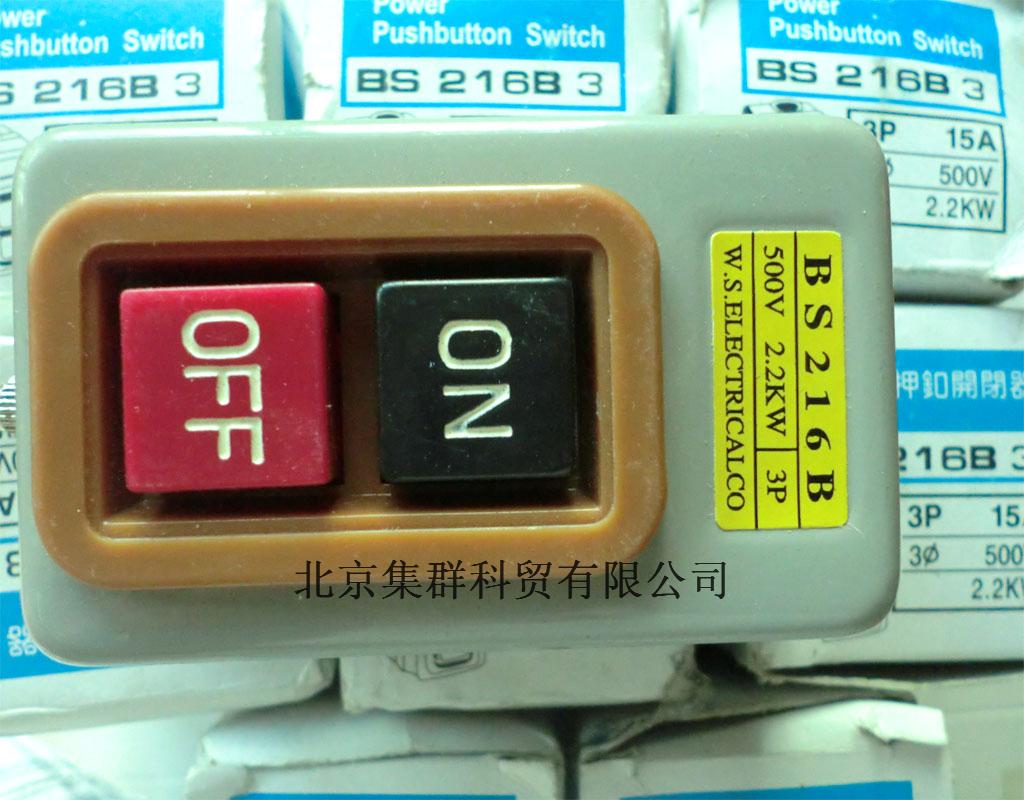 Power
Pushbutton Switch
BS 216B 3
Power
Pushbutton Switch
BS 216B 3
Power
Pushbutton Switch
BS 216B 3
3P 15A
500V
2.2KW
OFF
ON
BS216B
500V 2.2KW 3P
W.S.ELECTRICALCO
押釦開閉器
216B 3
3P 15A
3Ø 500
2.2KW
北京集群科贸有限公司